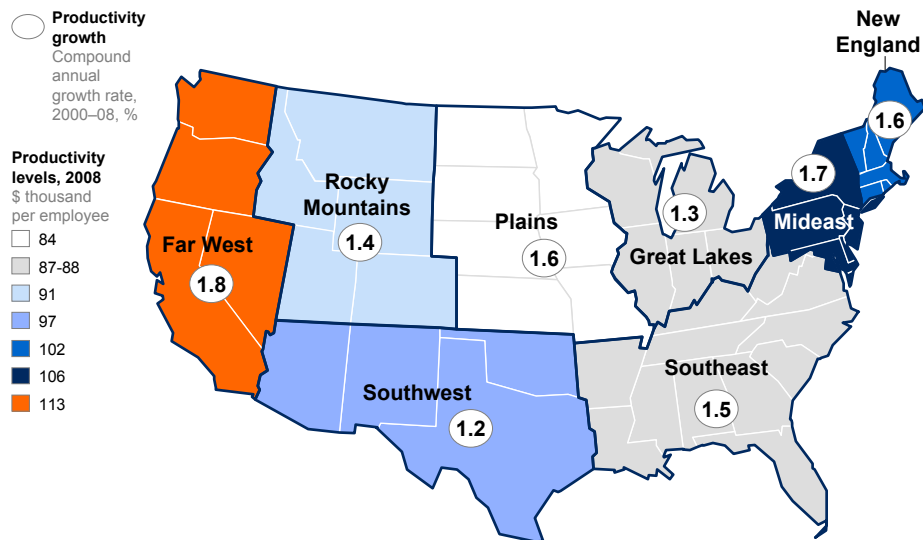 Productivity
growth
Compound
annual
growth rate,
2000–08, %
Productivity
levels, 2008
$ thousand
per employee
84
87-88
91
97
102
106
113
New
England
1.6
1.7
Mideast
Rocky
Mountains
1.4
Plains
1.6
1.3
Great Lakes
Far West
1.8
Southeast
1.5
Southwest
1.2